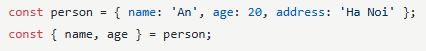 const person = { name: 'An', age: 20, address: 'Ha Noi' };
const { name, age } = person;